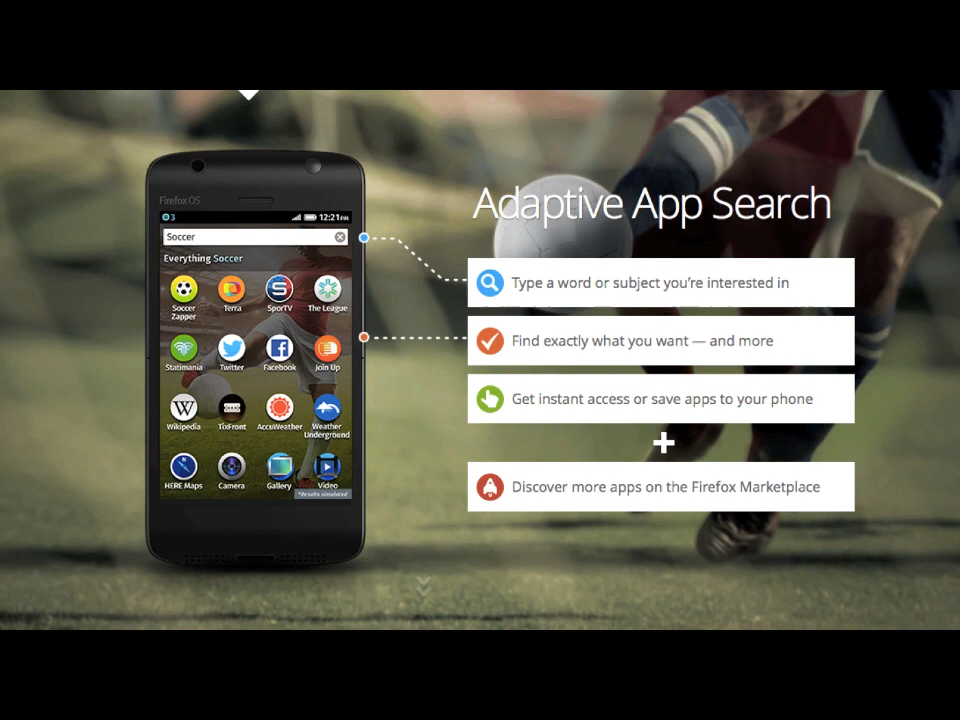 Adaptive App Search
Firefox OS
3 12:21PM
Soccer
Everything Soccer
Soccer Zapper
Terra
SporTV
The League
Statimania
Twitter
Facebook
Join Up
Wikipedia
TixFront
AccuWeather
Weather Underground
HERE Maps
Camera
Gallery
Video
*Results simulated
Type a word or subject you're interested in
Find exactly what you want — and more
Get instant access or save apps to your phone
+
Discover more apps on the Firefox Marketplace